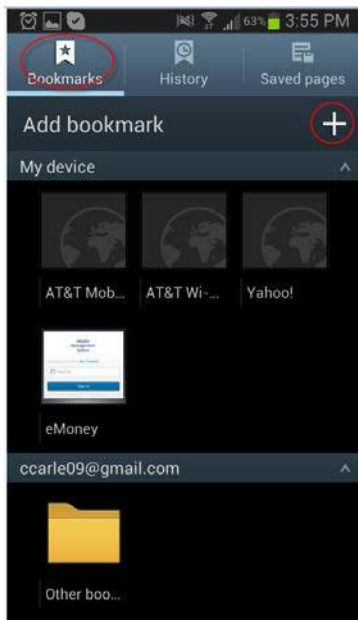 63% 3:55 PM
Bookmarks History Saved pages
Add bookmark
My device
AT&T Mob... AT&T Wi-... Yahoo!
eMoney
ccarle09@gmail.com
Other boo...